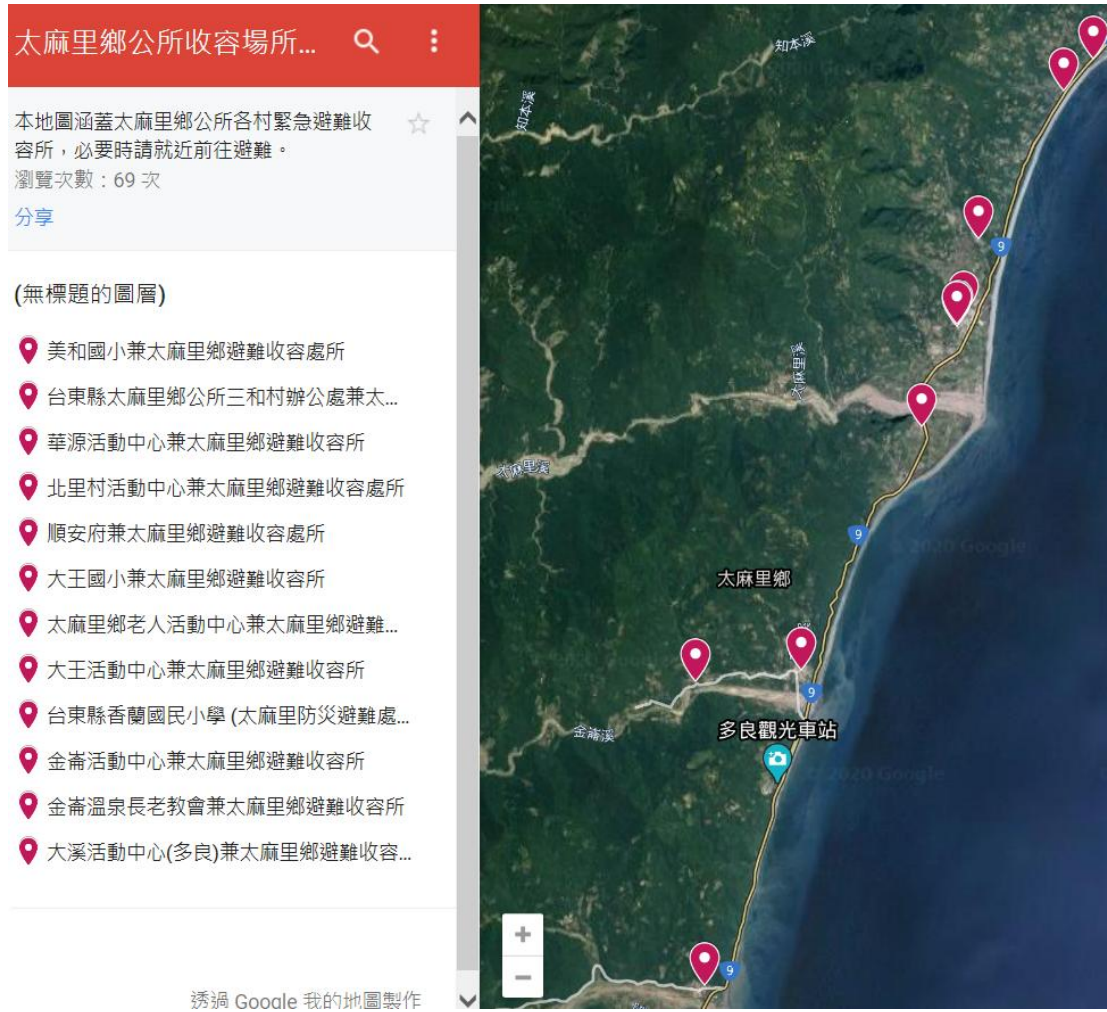 太麻里鄉公所收容場所...
本地圖涵蓋太麻里鄉公所各村緊急避難收
容所，必要時請就近前往避難。
瀏覽次數：69 次
分享
(無標題的圖層)
美和國小兼太麻里鄉避難收容處所
台東縣太麻里鄉公所三和村辦公處兼太...
華源活動中心兼太麻里鄉避難收容所
北里村活動中心兼太麻里鄉避難收容處所
順安府兼太麻里鄉避難收容處所
大王國小兼太麻里鄉避難收容所
太麻里鄉老人活動中心兼太麻里鄉避難...
大王活動中心兼太麻里鄉避難收容所
台東縣香蘭國民小學 (太麻里防災避難處...
金崙活動中心兼太麻里鄉避難收容所
金崙溫泉長老教會兼太麻里鄉避難收容所
大溪活動中心(多良)兼太麻里鄉避難收容...
透過 Google 我的地圖製作
知本溪
知本溪
9
太麻里溪
太麻里溪
9
© 2020 Google
太麻里鄉
9
金崙溪
多良觀光車站
© 2020 Google
9